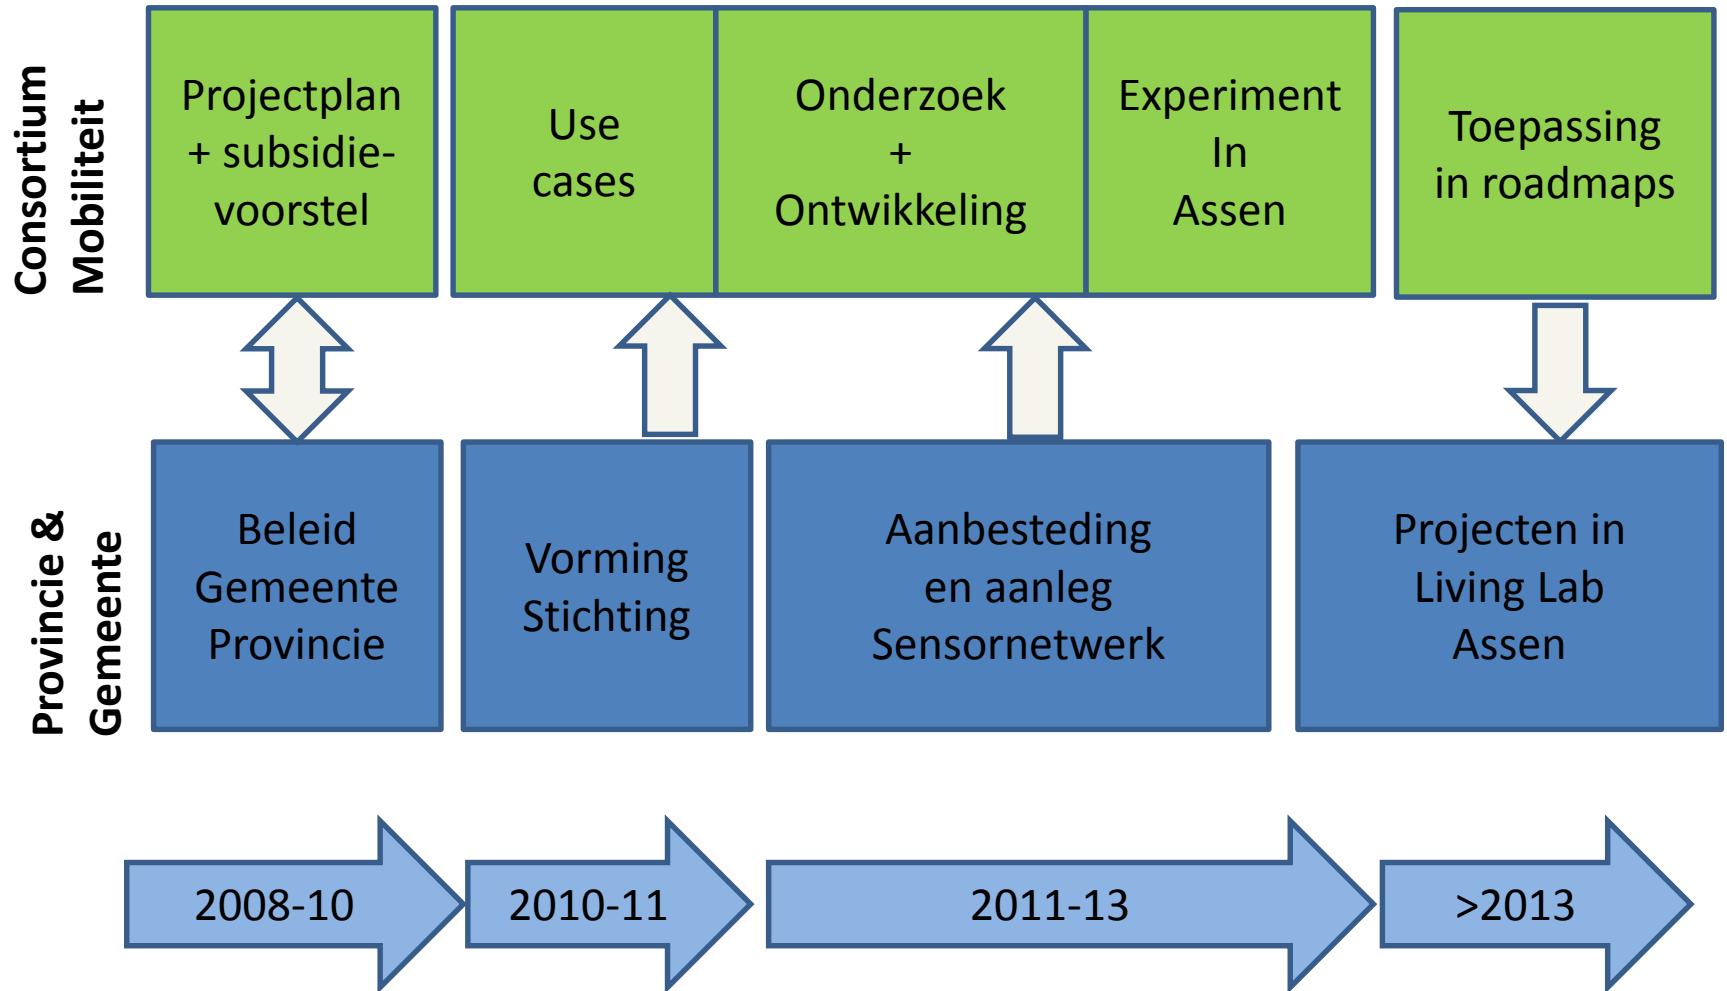 Consortium
Mobiliteit
Projectplan
+ subsidie-
voorstel
Use
cases
Onderzoek
+
Ontwikkeling
Experiment
In
Assen
Toepassing
in roadmaps
Provincie &
Gemeente
Beleid
Gemeente
Provincie
Vorming
Stichting
Aanbesteding
en aanleg
Sensornetwerk
Projecten in
Living Lab
Assen
2008-10
2010-11
2011-13
>2013